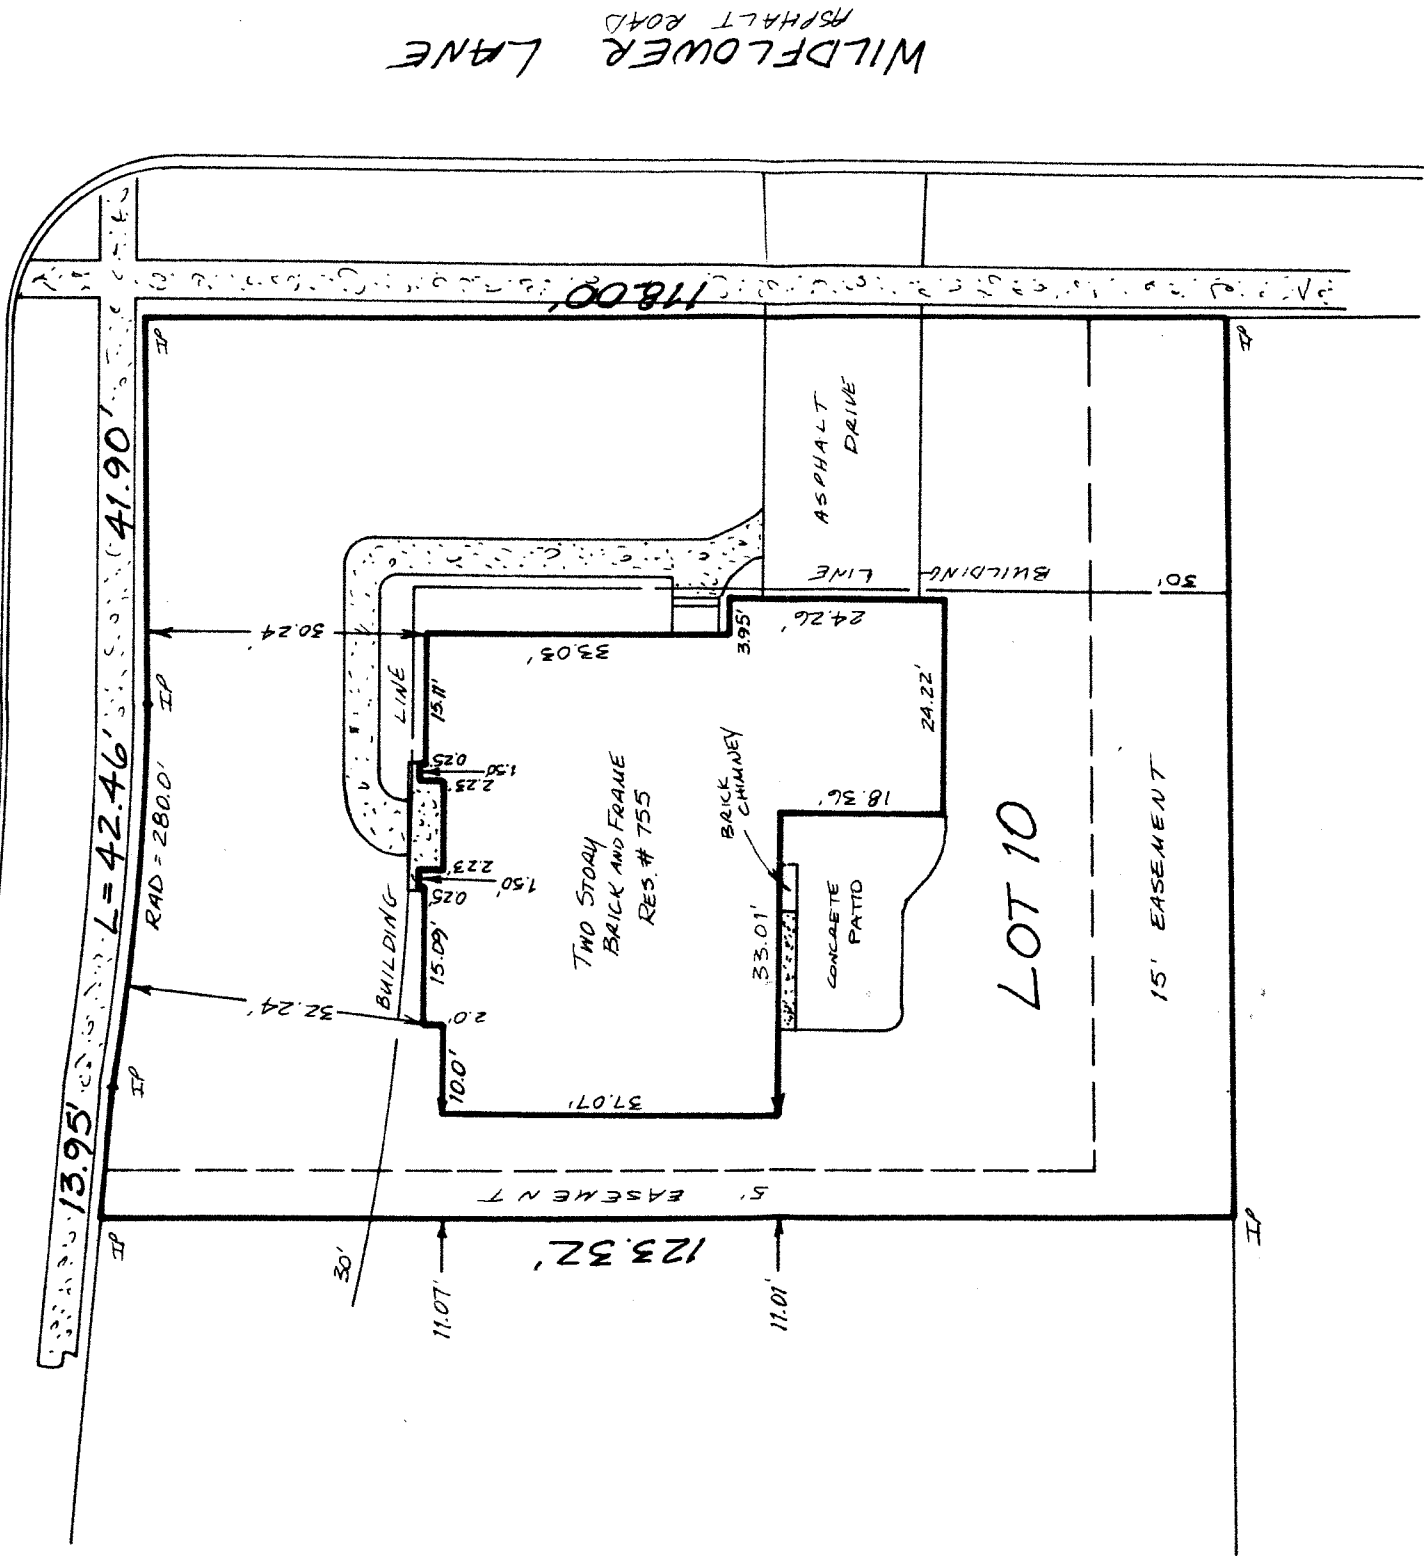 WILDFLOWER LANE
ASPHALT ROAD
118.00'
IP
IP
41.90'
ASPHALT
DRIVE
BUILDING
LINE
30'
30.24'
33.03'
3.95'
24.26'
IP
LINE
15.11'
24.22'
L=42.46'
RAD=280.0'
0.25'
1.50'
2.23'
BRICK
CHIMNEY
18.36'
TWO STORY
BRICK AND FRAME
RES. # 755
2.23'
1.50'
0.25'
BUILDING
15.09'
33.01'
CONCRETE
PATIO
LOT 10
15' EASEMENT
32.24'
2.0'
10.0'
IP
37.07'
13.95'
5' EASEMENT
IP
123.32'
IP
30'
11.07'
11.01'